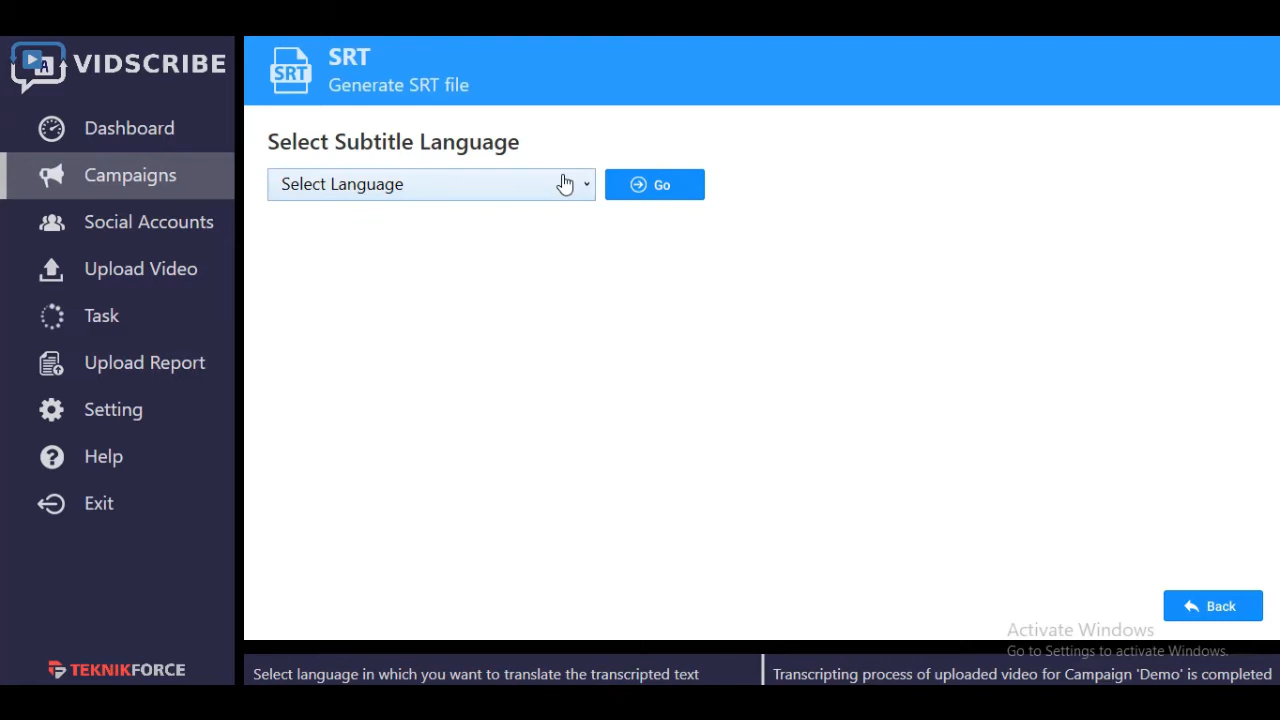 VIDSCRIBE
A
Dashboard
Campaigns
Social Accounts
Upload Video
Task
Upload Report
Setting
Help
Exit
TEKNIKFORCE
SRT
SRT
Generate SRT file
Select Subtitle Language
Select Language
Go
Back
Activate Windows
Go to Settings to activate Windows.
Select language in which you want to translate the transcripted text
Transcripting process of uploaded video for Campaign 'Demo' is completed